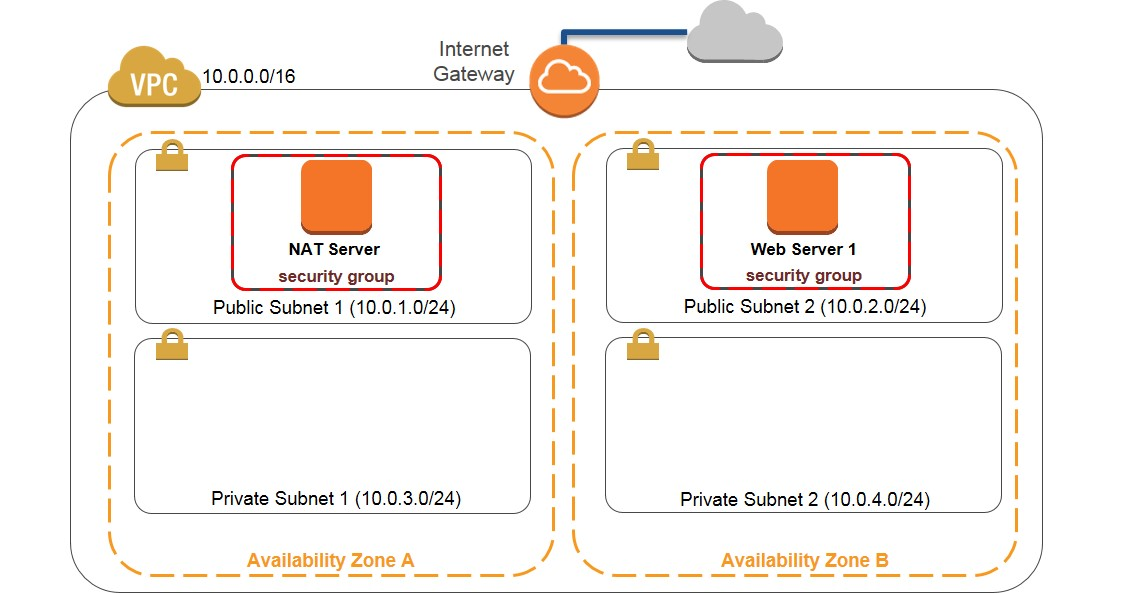 Internet
Gateway
VPC
10.0.0.0/16
NAT Server
security group
Public Subnet 1 (10.0.1.0/24)
Web Server 1
security group
Public Subnet 2 (10.0.2.0/24)
Private Subnet 1 (10.0.3.0/24)
Private Subnet 2 (10.0.4.0/24)
Availability Zone A
Availability Zone B